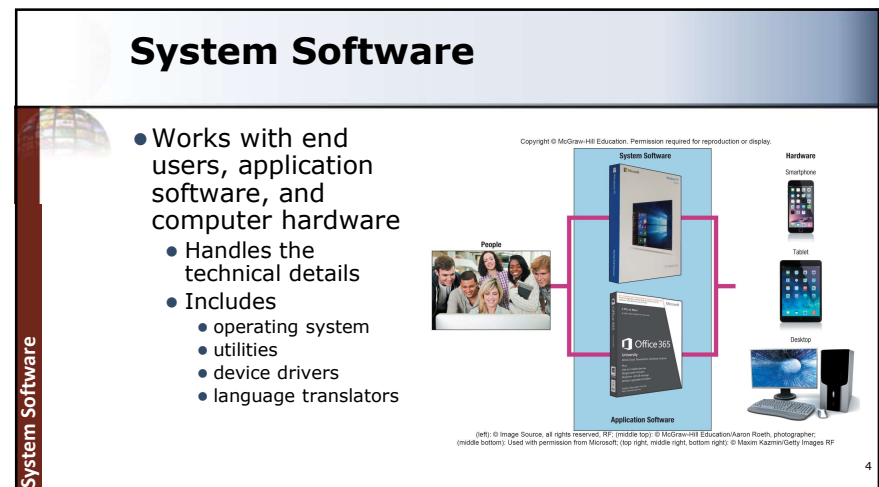 System Software
System Software
● Works with end
users, application
software, and
computer hardware
● Handles the
technical details
● Includes
● operating system
● utilities
● device drivers
● language translators
Copyright © McGraw-Hill Education. Permission required for reproduction or display.
System Software
Hardware
Smartphone
People
Tablet
Microsoft
Office 365
University
Desktop
Application Software
(left): © Image Source, all rights reserved, RF; (middle top): © McGraw-Hill Education/Aaron Roeth, photographer;
(middle bottom): Used with permission from Microsoft; (top right, middle right, bottom right): © Maxim Kazmin/Getty Images RF
4